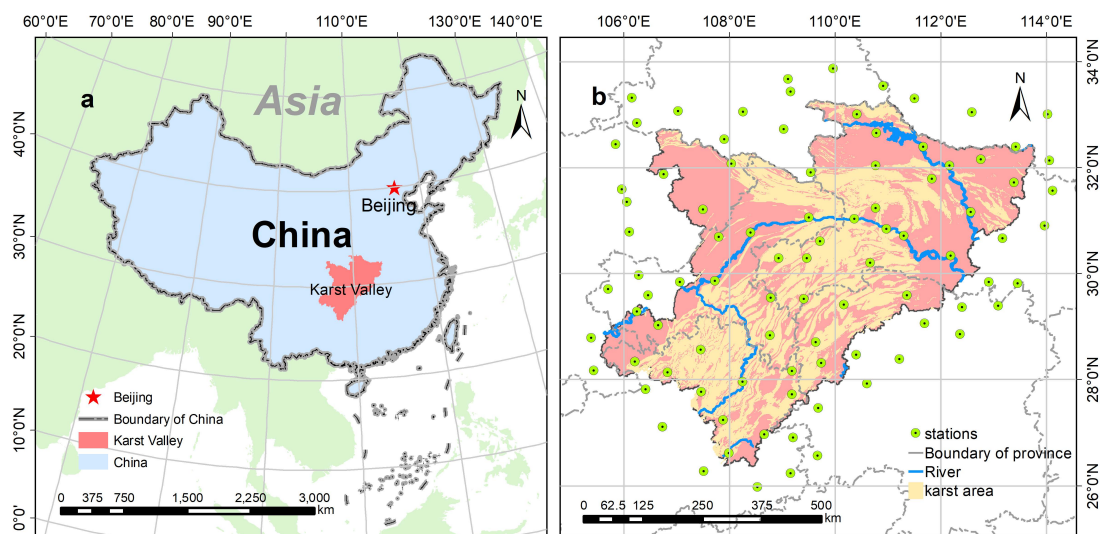 60°0'E 70°0'E 80°0'E 90°0'E 100°0'E 110°0'E 120°0'E 130°0'E 140°0'E
40°0'N
30°0'N
20°0'N
10°0'N
0°0'
a
Asia
N
Beijing
China
Karst Valley
Beijing
Boundary of China
Karst Valley
China
0 375 750 1,500 2,250 3,000
km
106°0'E 108°0'E 110°0'E 112°0'E 114°0'E
34°0'N
32°0'N
30°0'N
28°0'N
26°0'N
b
N
stations
Boundary of province
River
karst area
0 62.5 125 250 375 500
km